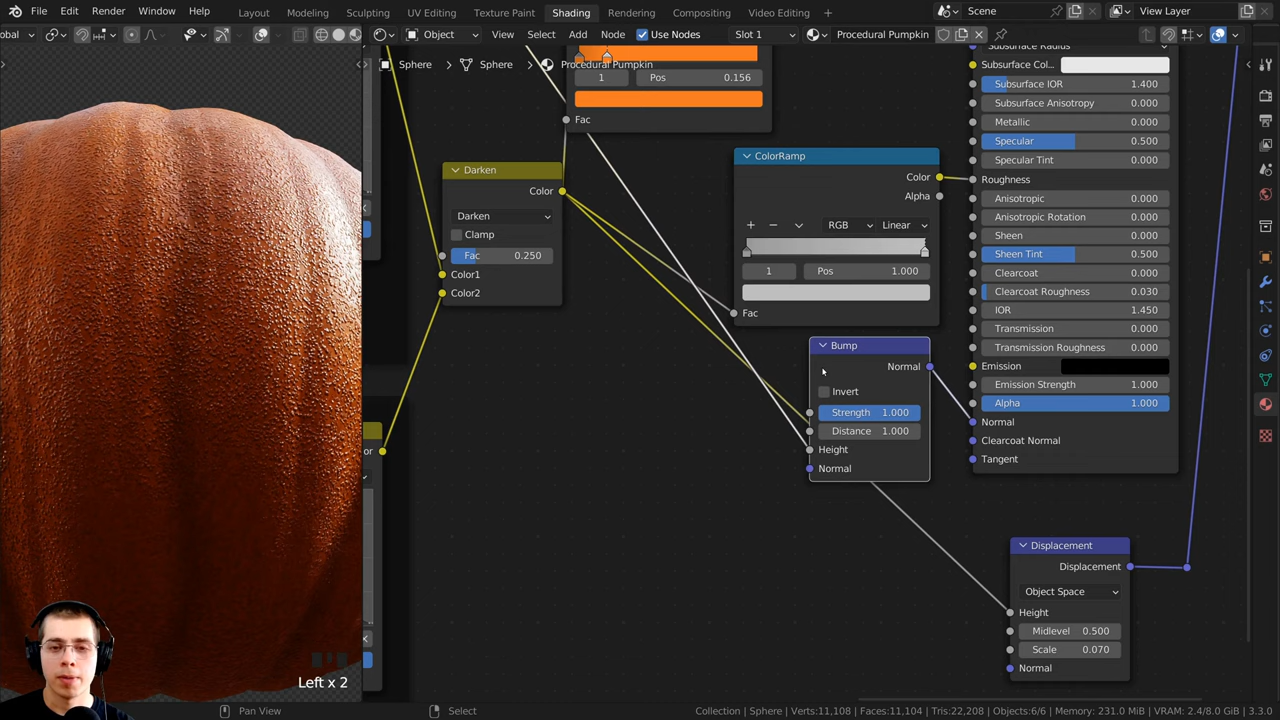 File Edit Render Window Help Layout Modeling Sculpting UV Editing Texture Paint Shading Rendering Compositing Video Editing Scene View Layer
obal Object View Select Add Node Use Nodes Slot 1 Procedural Pumpkin
Sphere Sphere Procedural Pumpkin
1 Pos 0.156
Fac
Darken
Color
Darken
Clamp
Fac 0.250
Color1
Color2
or
ColorRamp
Color
Alpha
RGB Linear
1 Pos 1.000
Fac
Bump
Normal
Invert
Strength 1.000
Distance 1.000
Height
Normal
Subsurface Radius
Subsurface Col...
Subsurface IOR 1.400
Subsurface Anisotropy 0.000
Metallic 0.000
Specular 0.500
Specular Tint 0.000
Roughness
Anisotropic 0.000
Anisotropic Rotation 0.000
Sheen 0.000
Sheen Tint 0.500
Clearcoat 0.000
Clearcoat Roughness 0.030
IOR 1.450
Transmission 0.000
Transmission Roughness 0.000
Emission
Emission Strength 1.000
Alpha 1.000
Normal
Clearcoat Normal
Tangent
Displacement
Displacement
Object Space
Height
Midlevel 0.500
Scale 0.070
Normal
Left x 2
Pan View Select Collection | Sphere | Verts:11,108 | Faces:11,104 | Tris:22,208 | Objects:6/6 | Memory: 231.0 MiB | VRAM: 2.4/8.0 GiB | 3.3.0